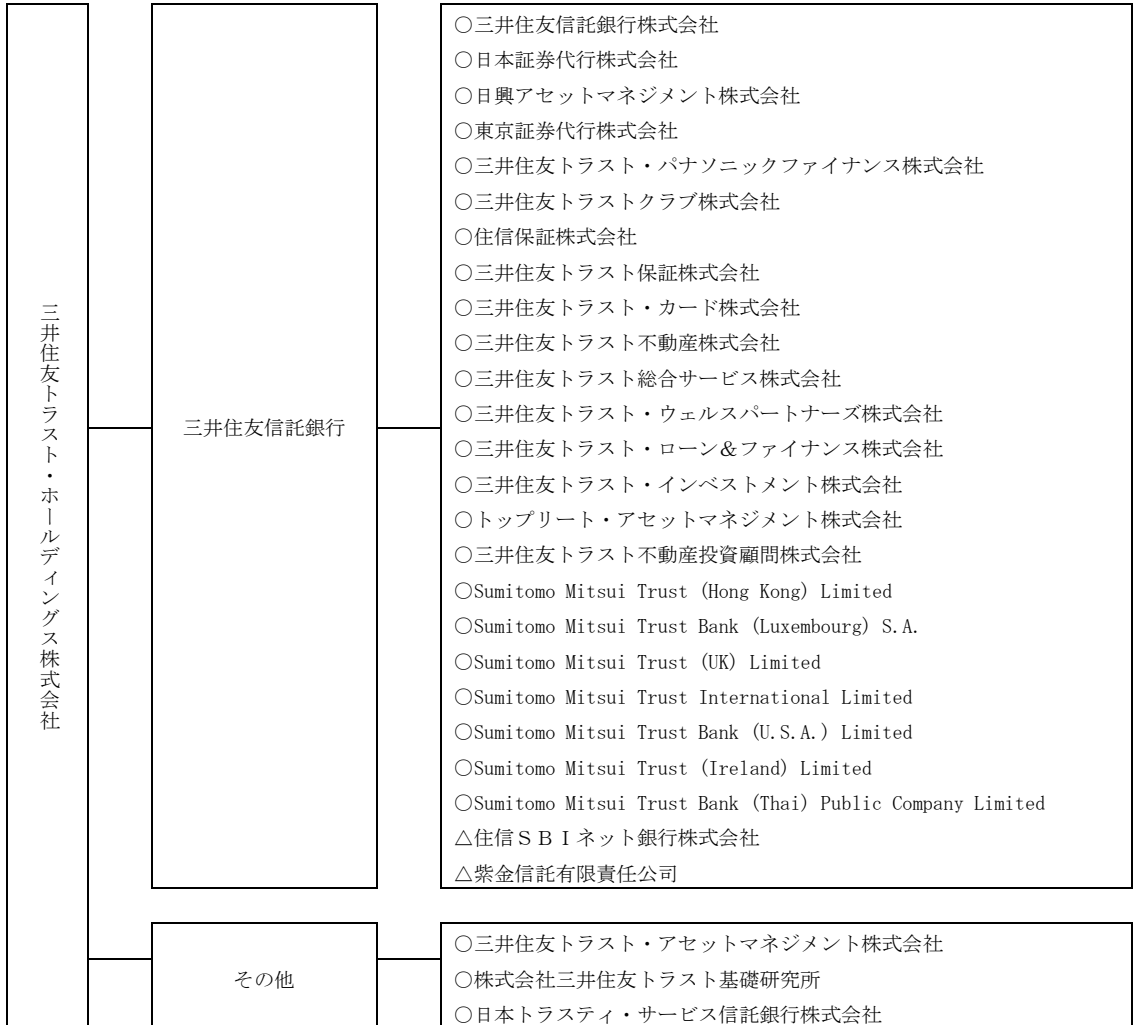 三井住友トラスト・ホールディングス株式会社
三井住友信託銀行
○三井住友信託銀行株式会社
○日本証券代行株式会社
○日興アセットマネジメント株式会社
○東京証券代行株式会社
○三井住友トラスト・パナソニックファイナンス株式会社
○三井住友トラストクラブ株式会社
○住信保証株式会社
○三井住友トラスト保証株式会社
○三井住友トラスト・カード株式会社
○三井住友トラスト不動産株式会社
○三井住友トラスト総合サービス株式会社
○三井住友トラスト・ウェルスパートナーズ株式会社
○三井住友トラスト・ローン＆ファイナンス株式会社
○三井住友トラスト・インベストメント株式会社
○トップリート・アセットマネジメント株式会社
○三井住友トラスト不動産投資顧問株式会社
○Sumitomo Mitsui Trust (Hong Kong) Limited
○Sumitomo Mitsui Trust Bank (Luxembourg) S.A.
○Sumitomo Mitsui Trust (UK) Limited
○Sumitomo Mitsui Trust International Limited
○Sumitomo Mitsui Trust Bank (U.S.A.) Limited
○Sumitomo Mitsui Trust (Ireland) Limited
○Sumitomo Mitsui Trust Bank (Thai) Public Company Limited
△住信ＳＢＩネット銀行株式会社
△紫金信託有限責任公司
その他
○三井住友トラスト・アセットマネジメント株式会社
○株式会社三井住友トラスト基礎研究所
○日本トラスティ・サービス信託銀行株式会社